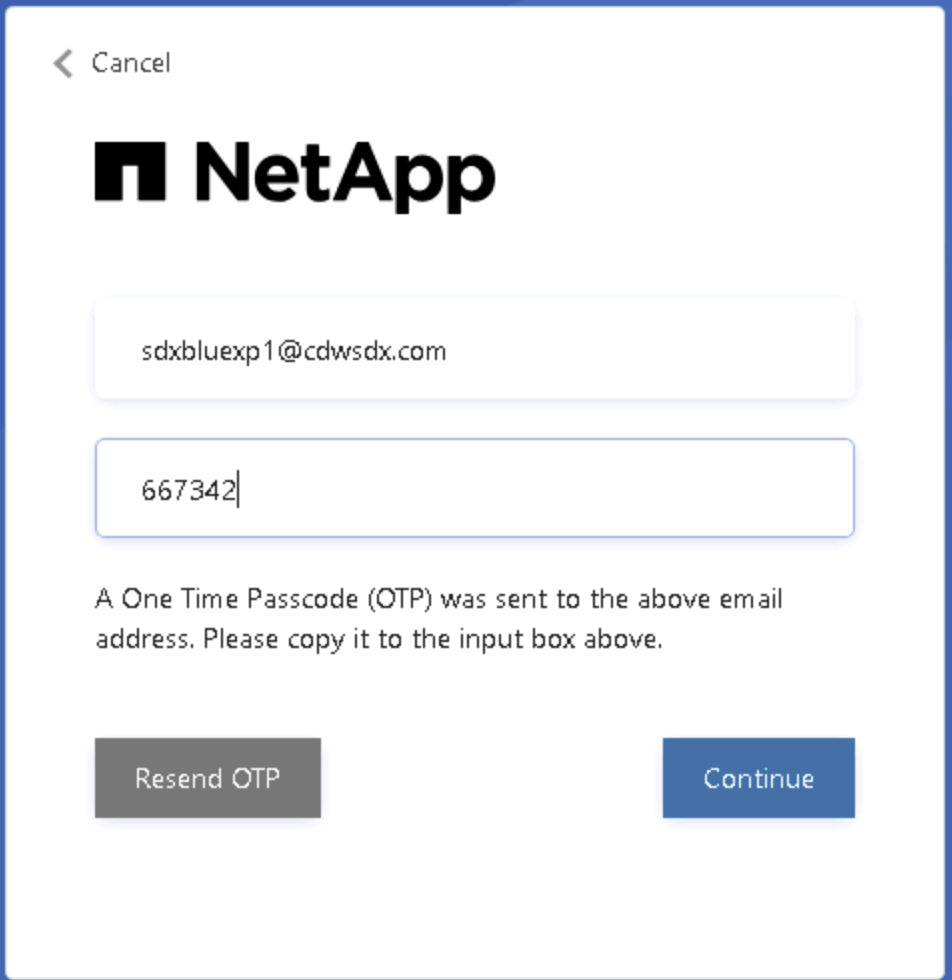 Cancel
NetApp
sdxbluexp1@cdwsdx.com
667342
A One Time Passcode (OTP) was sent to the above email
address. Please copy it to the input box above.
Resend OTP
Continue